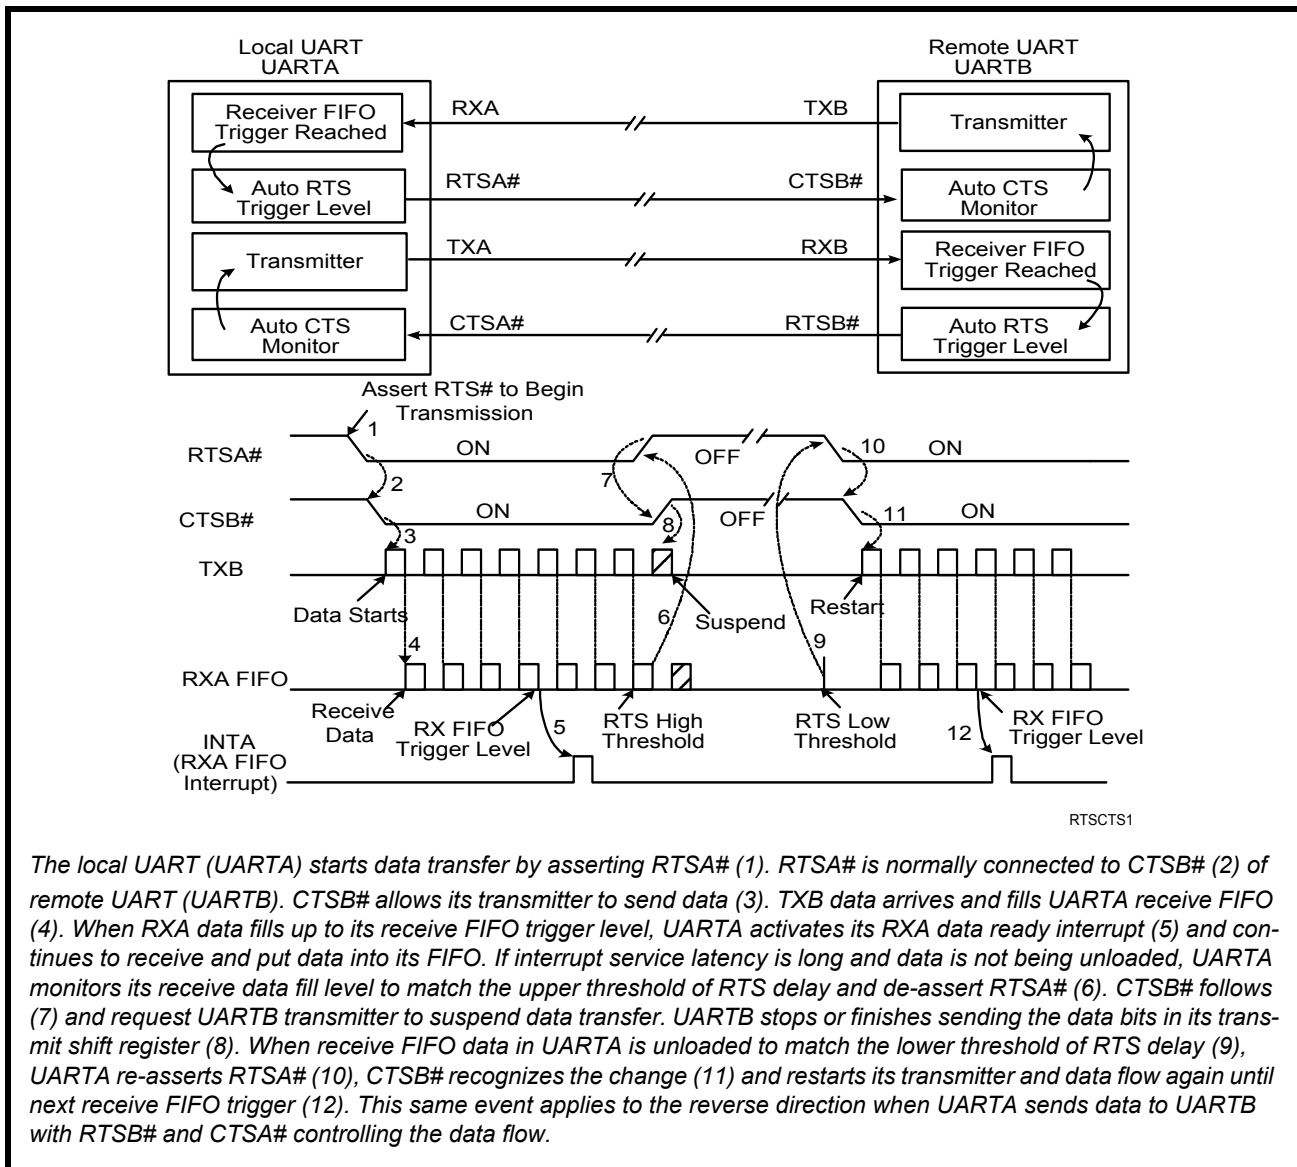 Local UART
UARTA
Remote UART
UARTB
Receiver FIFO
Trigger Reached
RXA
TXB
Transmitter
Auto RTS
Trigger Level
RTSA#
CTSB#
Auto CTS
Monitor
Transmitter
TXA
RXB
Receiver FIFO
Trigger Reached
Auto CTS
Monitor
CTSA#
RTSB#
Auto RTS
Trigger Level
Assert RTS# to Begin
Transmission
1
RTSA#
ON
OFF
10
ON
2
7
CTSB#
ON
OFF
11
ON
3
8
TXB
Data Starts
6
Suspend
Restart
4
9
RXA FIFO
Receive
Data
RX FIFO
Trigger Level
5
RTS High
Threshold
RTS Low
Threshold
12
RX FIFO
Trigger Level
INTA
(RXA FIFO
Interrupt)
RTSCTS1
The local UART (UARTA) starts data transfer by asserting RTSA# (1). RTSA# is normally connected to CTSB# (2) of
remote UART (UARTB). CTSB# allows its transmitter to send data (3). TXB data arrives and fills UARTA receive FIFO
(4). When RXA data fills up to its receive FIFO trigger level, UARTA activates its RXA data ready interrupt (5) and con-
tinues to receive and put data into its FIFO. If interrupt service latency is long and data is not being unloaded, UARTA
monitors its receive data fill level to match the upper threshold of RTS delay and de-assert RTSA# (6). CTSB# follows
(7) and request UARTB transmitter to suspend data transfer. UARTB stops or finishes sending the data bits in its trans-
mit shift register (8). When receive FIFO data in UARTA is unloaded to match the lower threshold of RTS delay (9),
UARTA re-asserts RTSA# (10), CTSB# recognizes the change (11) and restarts its transmitter and data flow again until
next receive FIFO trigger (12). This same event applies to the reverse direction when UARTA sends data to UARTB
with RTSB# and CTSA# controlling the data flow.